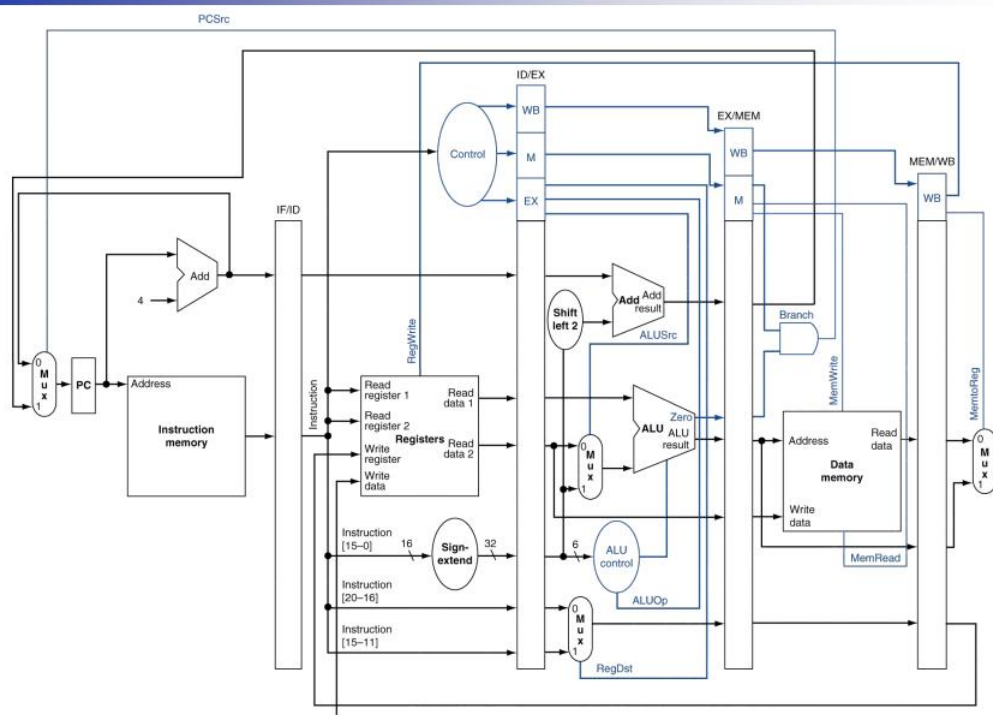 PCSrc
ID/EX
WB
EX/MEM
Control
M
WB
MEM/WB
EX
M
WB
IF/ID
Add
4
Shift
left 2
Add
Add
result
Branch
ALUSrc
RegWrite
MemWrite
MemtoReg
0
M
u
x
1
PC
Address
Instruction
memory
Instruction
Read
register 1
Read
data 1
Read
register 2
Registers
Write
register
Read
data 2
Write
data
0
M
u
x
1
Zero
ALU
ALU
result
Address
Read
data
Data
memory
Write
data
0
M
u
x
1
Instruction
[15–0]
16
Sign-
extend
32
6
ALU
control
MemRead
Instruction
[20–16]
ALUOp
0
M
u
x
1
Instruction
[15–11]
RegDst